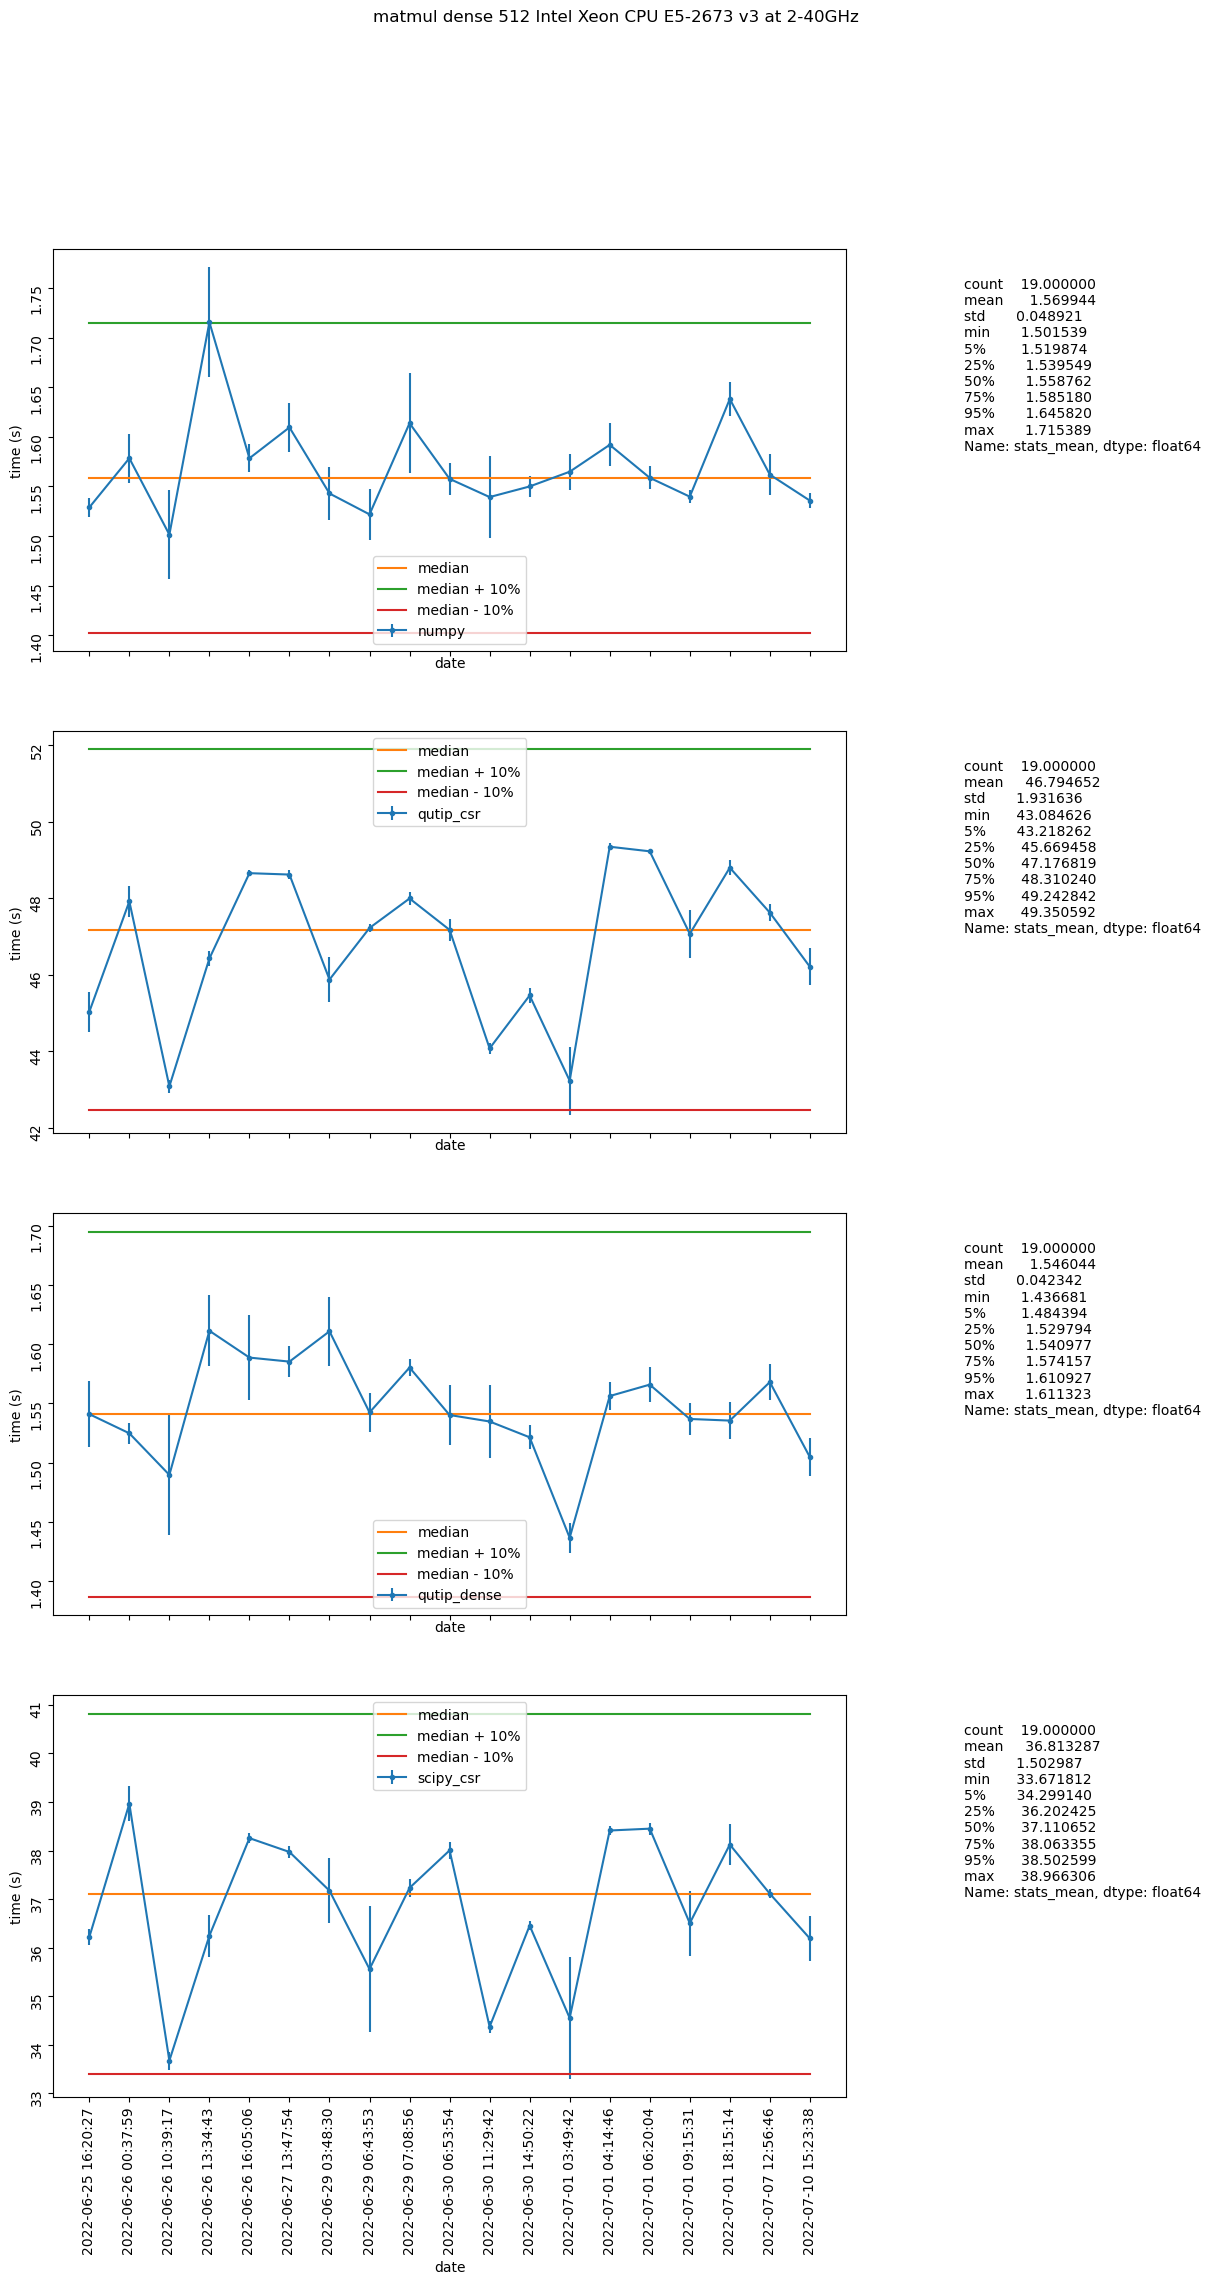 matmul dense 512 Intel Xeon CPU E5-2673 v3 at 2-40GHz
1.75
1.70
1.65
1.60
1.55
1.50
1.45
1.40
time (s)
median
median + 10%
median - 10%
numpy
date
count 19.000000
mean 1.569944
std 0.048921
min 1.501539
5% 1.519874
25% 1.539549
50% 1.558762
75% 1.585180
95% 1.645820
max 1.715389
Name: stats_mean, dtype: float64
52
50
48
46
44
42
time (s)
median
median + 10%
median - 10%
qutip_csr
date
count 19.000000
mean 46.794652
std 1.931636
min 43.084626
5% 43.218262
25% 45.669458
50% 47.176819
75% 48.310240
95% 49.242842
max 49.350592
Name: stats_mean, dtype: float64
1.70
1.65
1.60
1.55
1.50
1.45
1.40
time (s)
median
median + 10%
median - 10%
qutip_dense
date
count 19.000000
mean 1.546044
std 0.042342
min 1.436681
5% 1.484394
25% 1.529794
50% 1.540977
75% 1.574157
95% 1.610927
max 1.611323
Name: stats_mean, dtype: float64
41
40
39
38
37
36
35
34
33
time (s)
median
median + 10%
median - 10%
scipy_csr
count 19.000000
mean 36.813287
std 1.502987
min 33.671812
5% 34.299140
25% 36.202425
50% 37.110652
75% 38.063355
95% 38.502599
max 38.966306
Name: stats_mean, dtype: float64
2022-06-25 16:20:27
2022-06-26 00:37:59
2022-06-26 10:39:17
2022-06-26 13:34:43
2022-06-26 16:05:06
2022-06-27 13:47:54
2022-06-29 03:48:30
2022-06-29 06:43:53
2022-06-29 07:08:56
2022-06-30 06:53:54
2022-06-30 11:29:42
2022-06-30 14:50:22
2022-07-01 03:49:42
2022-07-01 04:14:46
2022-07-01 06:20:04
2022-07-01 09:15:31
2022-07-01 18:15:14
2022-07-07 12:56:46
2022-07-10 15:23:38
date